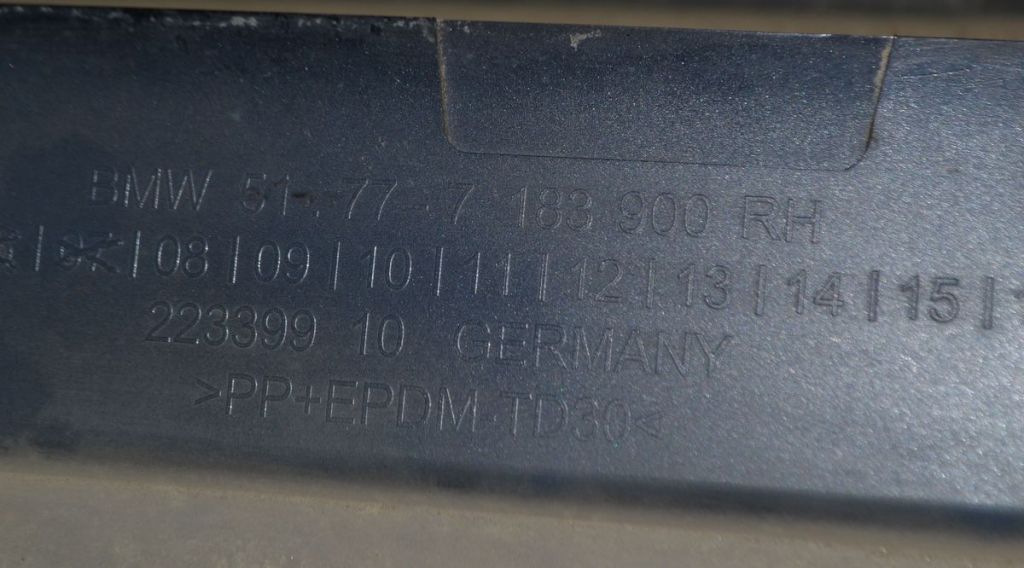 BMW 51-77-7 183 900 RH
| 08 | 09 | 10 | 11 | 12 | 13 | 14 | 15 |
223399 10 GERMANY
>PP+EPDM-TD30<